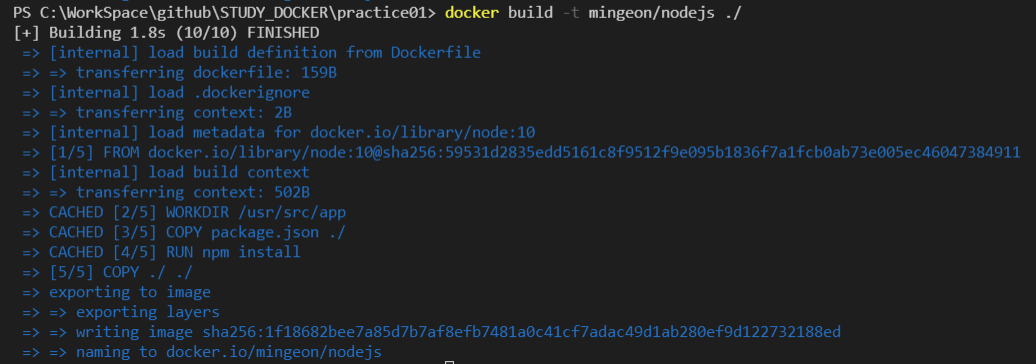 PS C:\WorkSpace\github\STUDY_DOCKER\practice01> docker build -t mingeon/nodejs ./
[+] Building 1.8s (10/10) FINISHED
=> [internal] load build definition from Dockerfile
=> => transferring dockerfile: 159B
=> [internal] load .dockerignore
=> => transferring context: 2B
=> [internal] load metadata for docker.io/library/node:10
=> [1/5] FROM docker.io/library/node:10@sha256:59531d2835edd5161c8f9512f9e095b1836f7a1fcb0ab73e005ec46047384911
=> [internal] load build context
=> => transferring context: 502B
=> CACHED [2/5] WORKDIR /usr/src/app
=> CACHED [3/5] COPY package.json ./
=> CACHED [4/5] RUN npm install
=> [5/5] COPY ./ ./
=> exporting to image
=> => exporting layers
=> => writing image sha256:1f18682bee7a85d7b7af8efb7481a0c41cf7adac49d1ab280ef9d122732188ed
=> => naming to docker.io/mingeon/nodejs